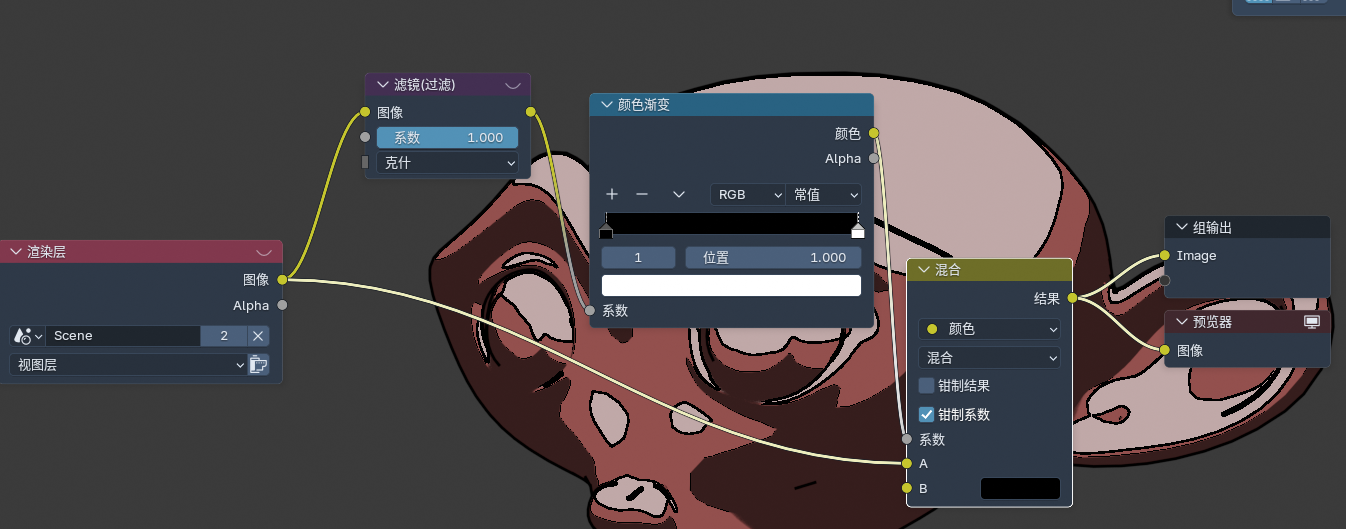 滤镜(过滤)
图像
系数 1.000
克什
渲染层
图像
Alpha
Scene 2
视图层
颜色渐变
颜色
Alpha
RGB 常值
1 位置 1.000
系数
混合
结果
颜色
混合
钳制结果
钳制系数
系数
A
B
组输出
Image
预览器
图像